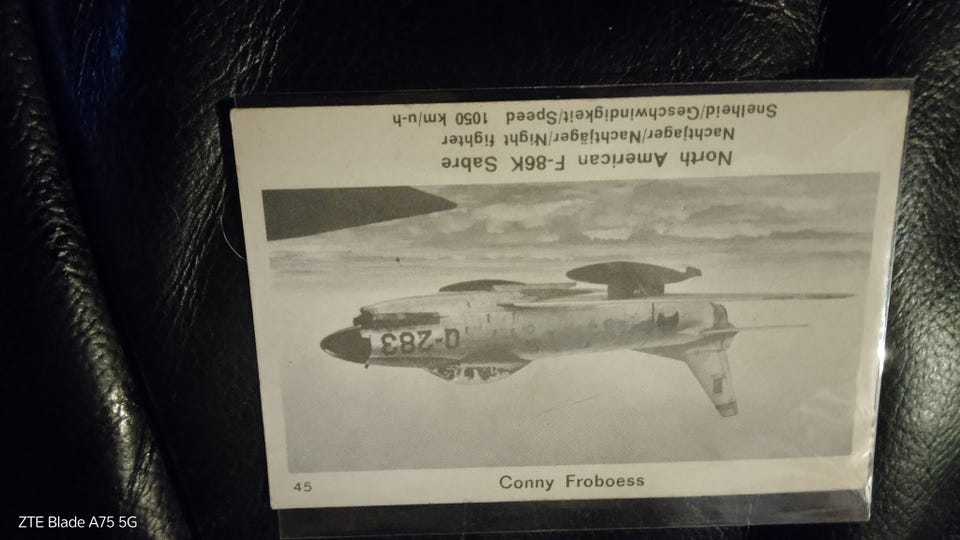 North American F-86K Sabre
Nachtjager/Nachtjäger/Night fighter
Snelheid/Geschwindigkeit/Speed 1050 km/u-h
Q-283
45
Conny Froboess
ZTE Blade A75 5G